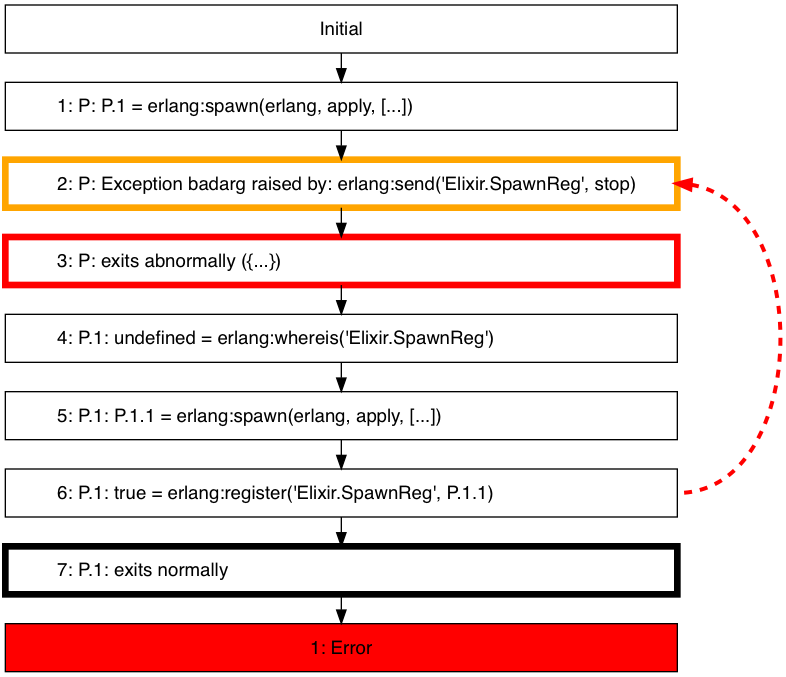 Initial
1: P: P.1 = erlang:spawn(erlang, apply, [...])
2: P: Exception badarg raised by: erlang:send('Elixir.SpawnReg', stop)
3: P: exits abnormally ({...})
4: P.1: undefined = erlang:whereis('Elixir.SpawnReg')
5: P.1: P.1.1 = erlang:spawn(erlang, apply, [...])
6: P.1: true = erlang:register('Elixir.SpawnReg', P.1.1)
7: P.1: exits normally
1: Error